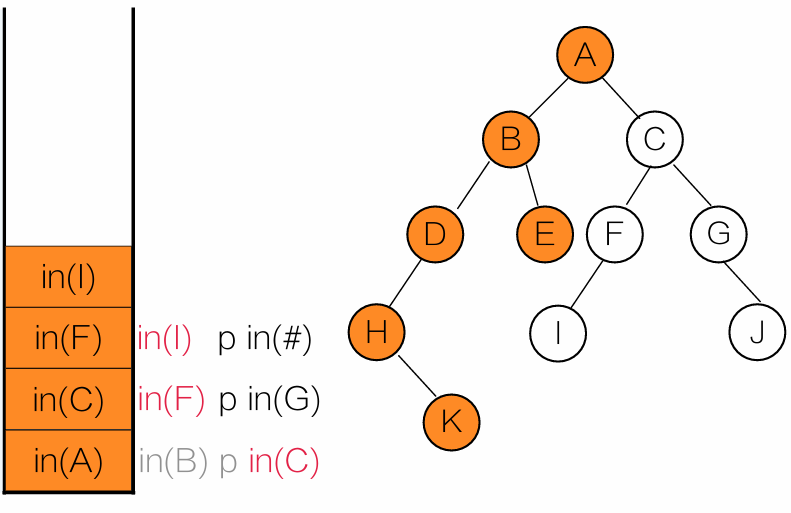 A
B
C
D
E
F
G
in(I)
H
I
J
in(F) in(I) p in(#)
in(C) in(F) p in(G)
K
in(A) in(B) p in(C)